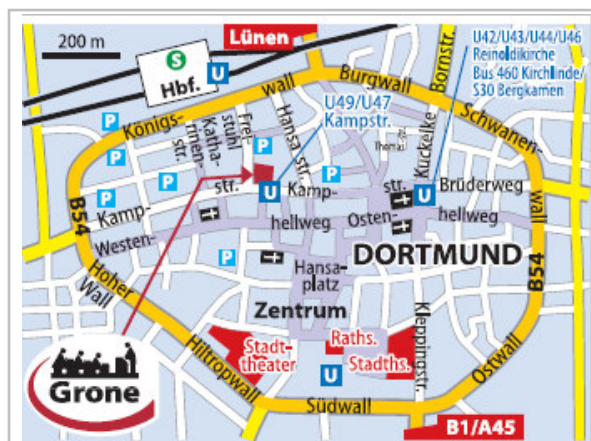 200 m
Lünen
S
U
Hbf.
U42/U43/U44/U46
Reinoldikirche
Bus 460 Kirchlinde/
S30 Bergkamen
Bornstr.
Burgwall
wall
Königs-
Schwanen-
wall
U49/U47
Kampstr.
Frei-
stuhl
Katha-
rinen-
str.
Hansa-str.
Thomas-
Kuckelke
P
P
P
P
P
P
P
P
U
U
Kamp-
str.
Kamp-
str.
Brüderweg
Westen-
hellweg
Osten-
hellweg
B54
B54
Hoher
Wall
Hansa-
platz
DORTMUND
Zentrum
Kleppingstr.
Stadt-
theater
Raths.
Stadths.
U
Hiltropwall
Südwall
Ostwall
B1/A45
Grone